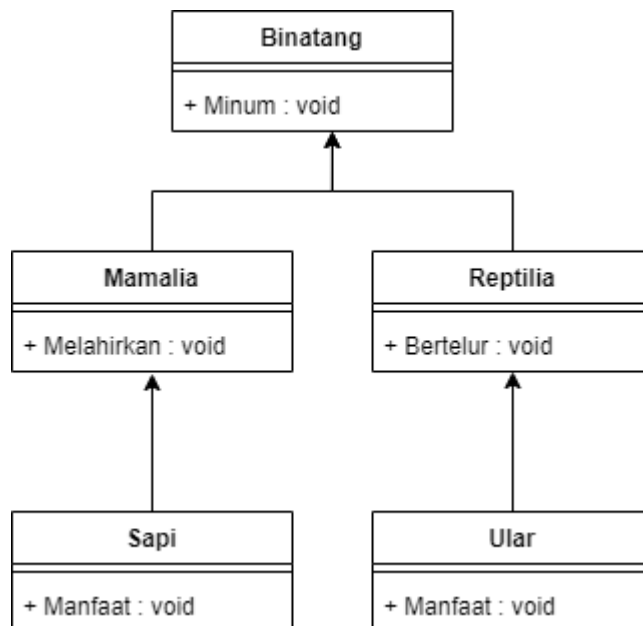 Binatang
+ Minum : void
Mamalia
+ Melahirkan : void
Reptilia
+ Bertelur : void
Sapi
+ Manfaat : void
Ular
+ Manfaat : void